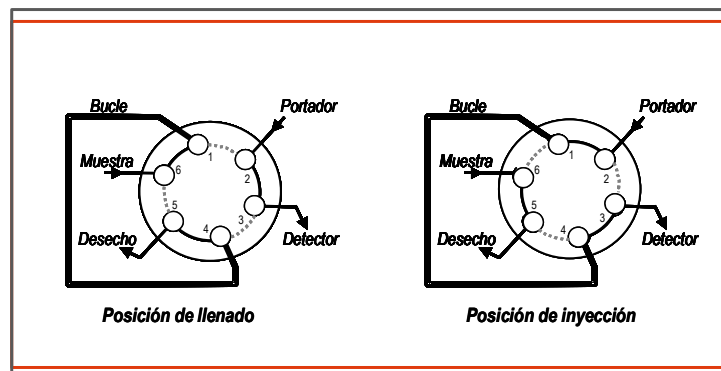 Bucle
Portador
1
2
Muestra
6
5
4
3
Desecho
Detector
Posición de llenado
Bucle
Portador
1
2
Muestra
6
5
4
3
Desecho
Detector
Posición de inyección